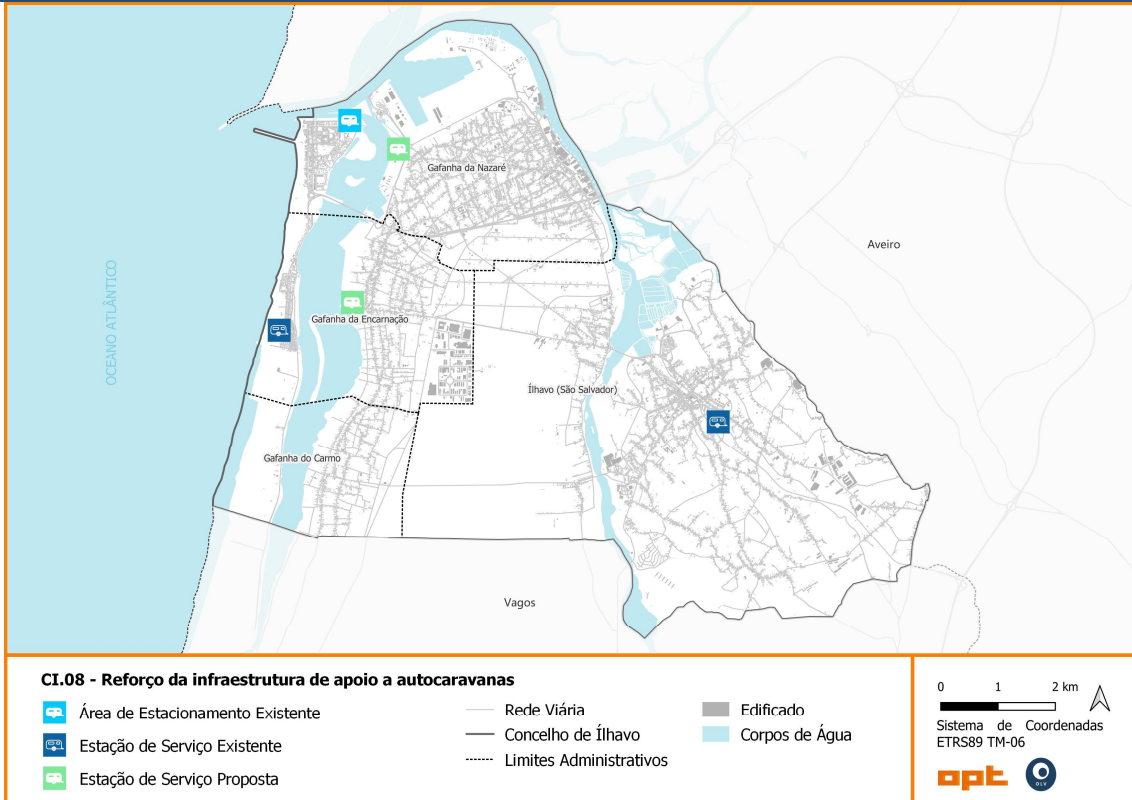 Gafanha da Nazaré
Aveiro
OCEANO ATLÂNTICO
Gafanha da Encarnação
Ílhavo (São Salvador)
Gafanha do Carmo
Vagos
CI.08 - Reforço da infraestrutura de apoio a autocaravanas
Área de Estacionamento Existente
Estação de Serviço Existente
Estação de Serviço Proposta
Rede Viária
Concelho de Ílhavo
Limites Administrativos
Edificado
Corpos de Água
0 1 2 km
Sistema de Coordenadas
ETRS89 TM-06
opt
OLV